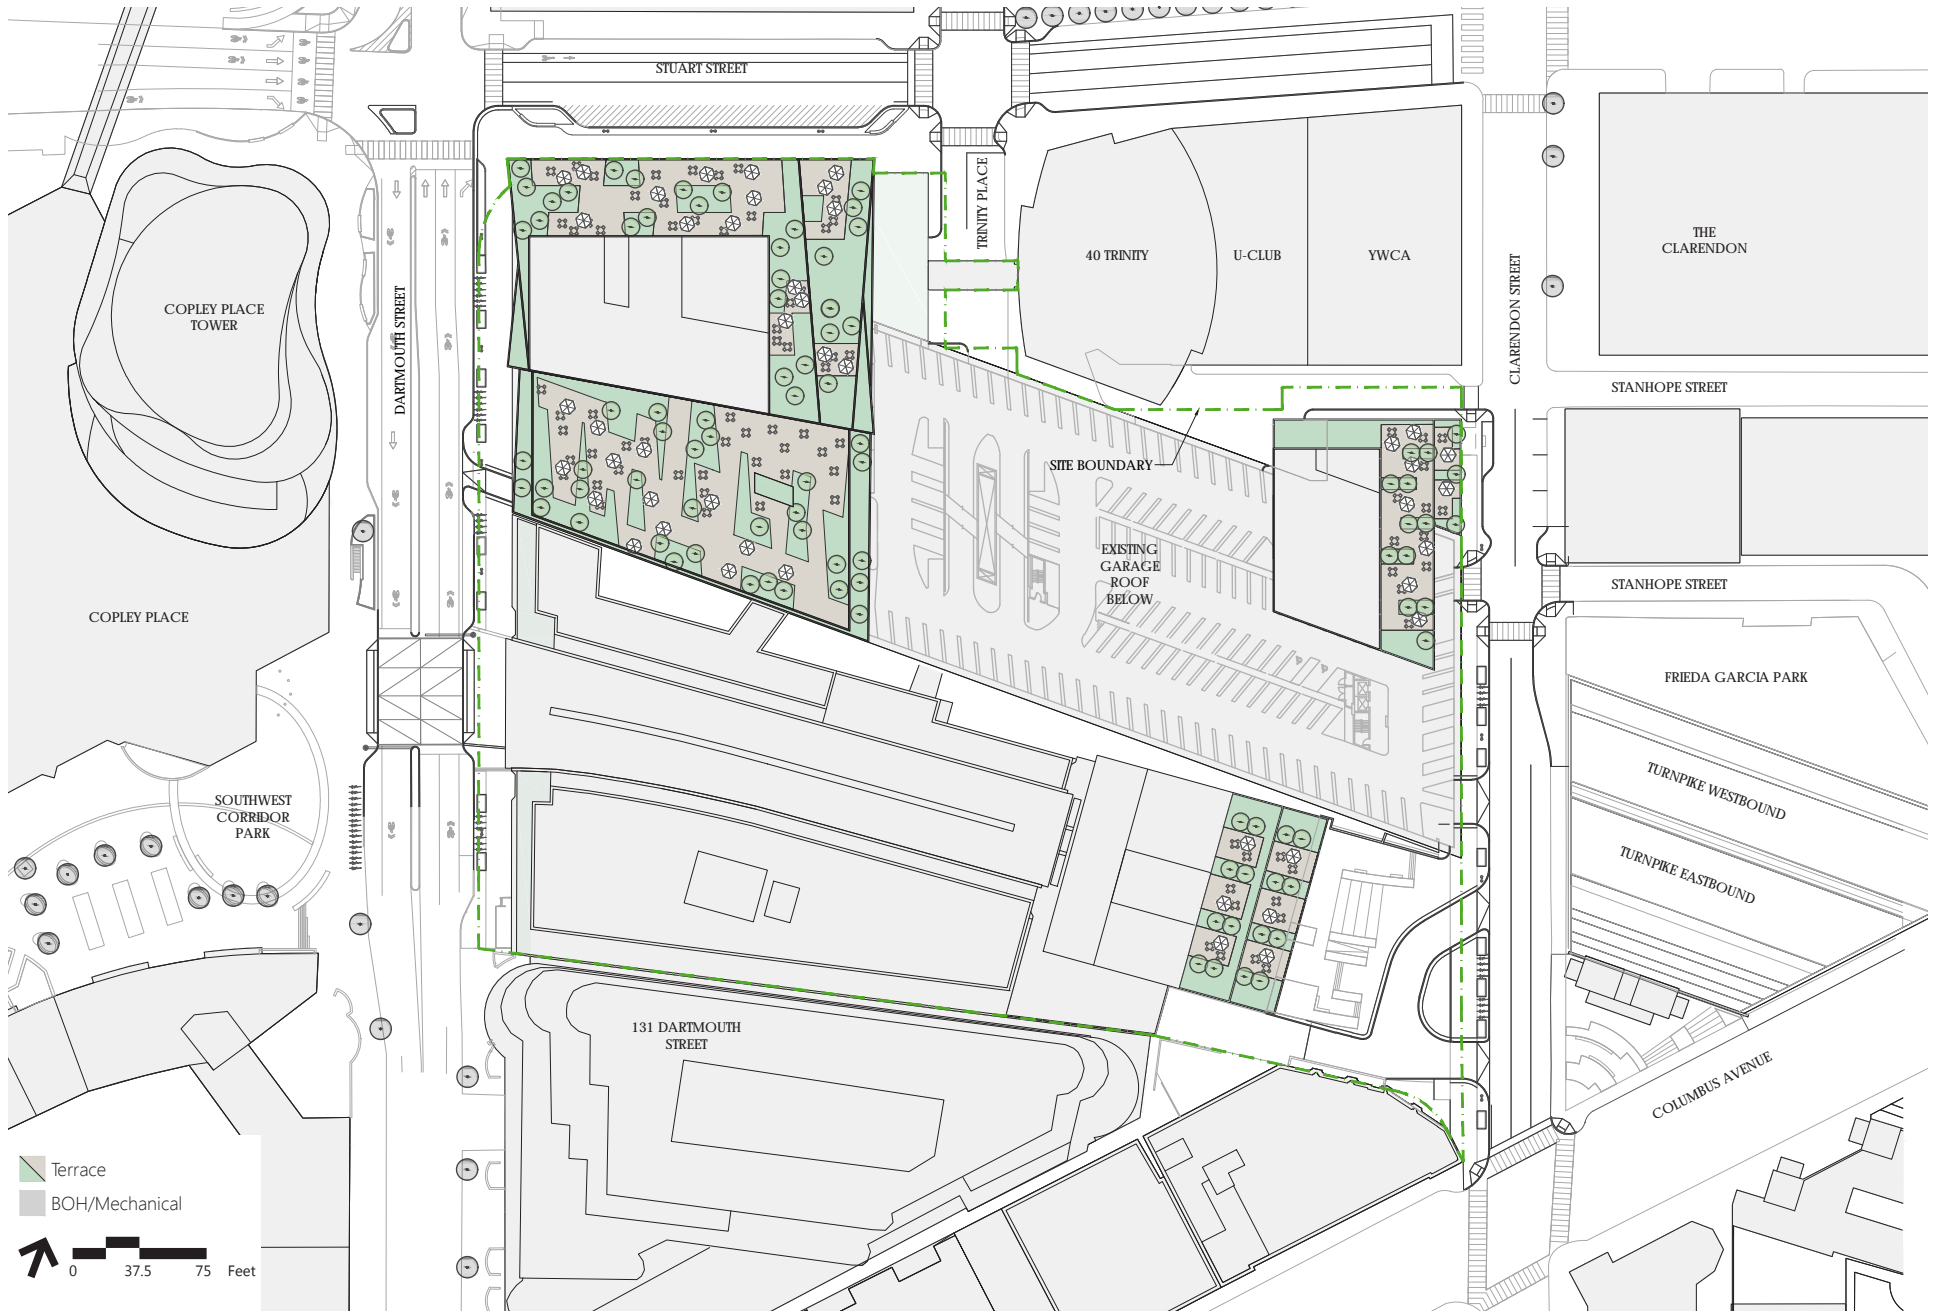 STUART STREET
TRINITY PLACE
40 TRINITY
U-CLUB
YWCA
THE
CLARENDON
CLARENDON STREET
COPLEY PLACE
TOWER
DARTMOUTH STREET
STANHOPE STREET
SITE BOUNDARY
EXISTING
GARAGE
ROOF
BELOW
STANHOPE STREET
COPLEY PLACE
FRIEDA GARCIA PARK
TURNPIKE WESTBOUND
SOUTHWEST
CORRIDOR
PARK
TURNPIKE EASTBOUND
131 DARTMOUTH
STREET
COLUMBUS AVENUE
Terrace
BOH/Mechanical
0 37.5 75 Feet